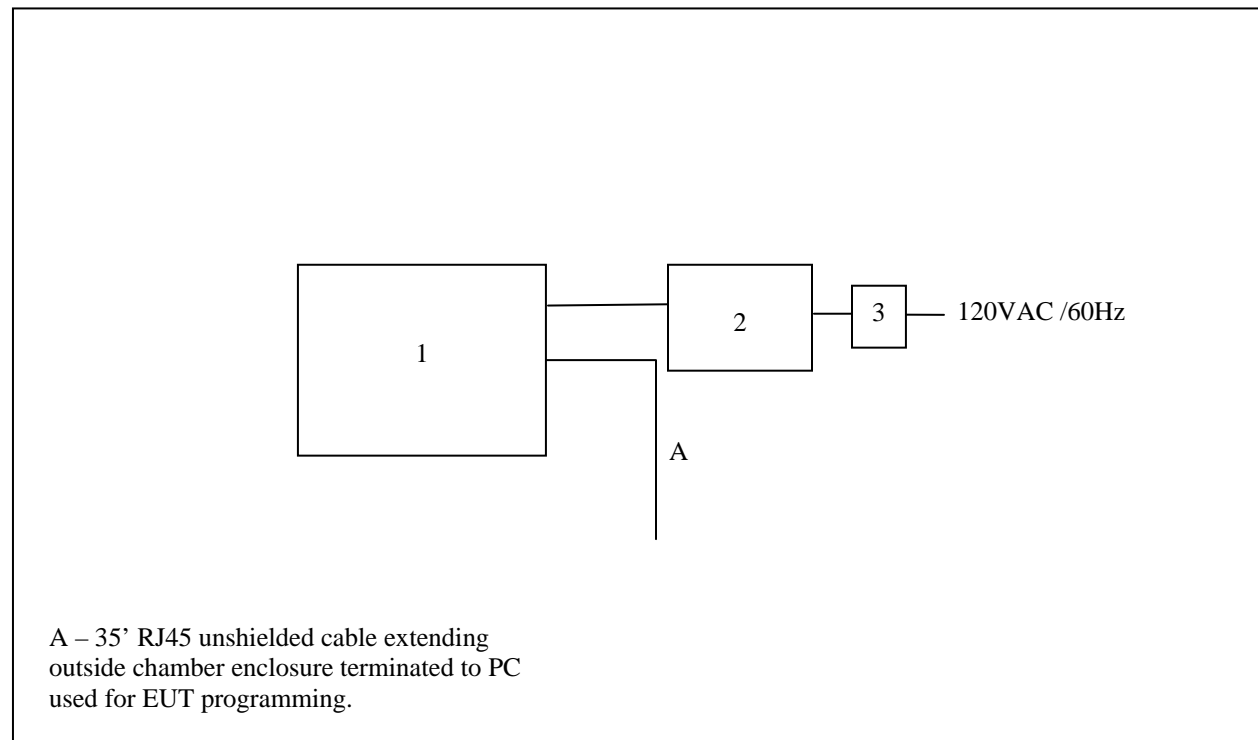 1
2
3
120VAC /60Hz
A
A – 35’ RJ45 unshielded cable extending
outside chamber enclosure terminated to PC
used for EUT programming.